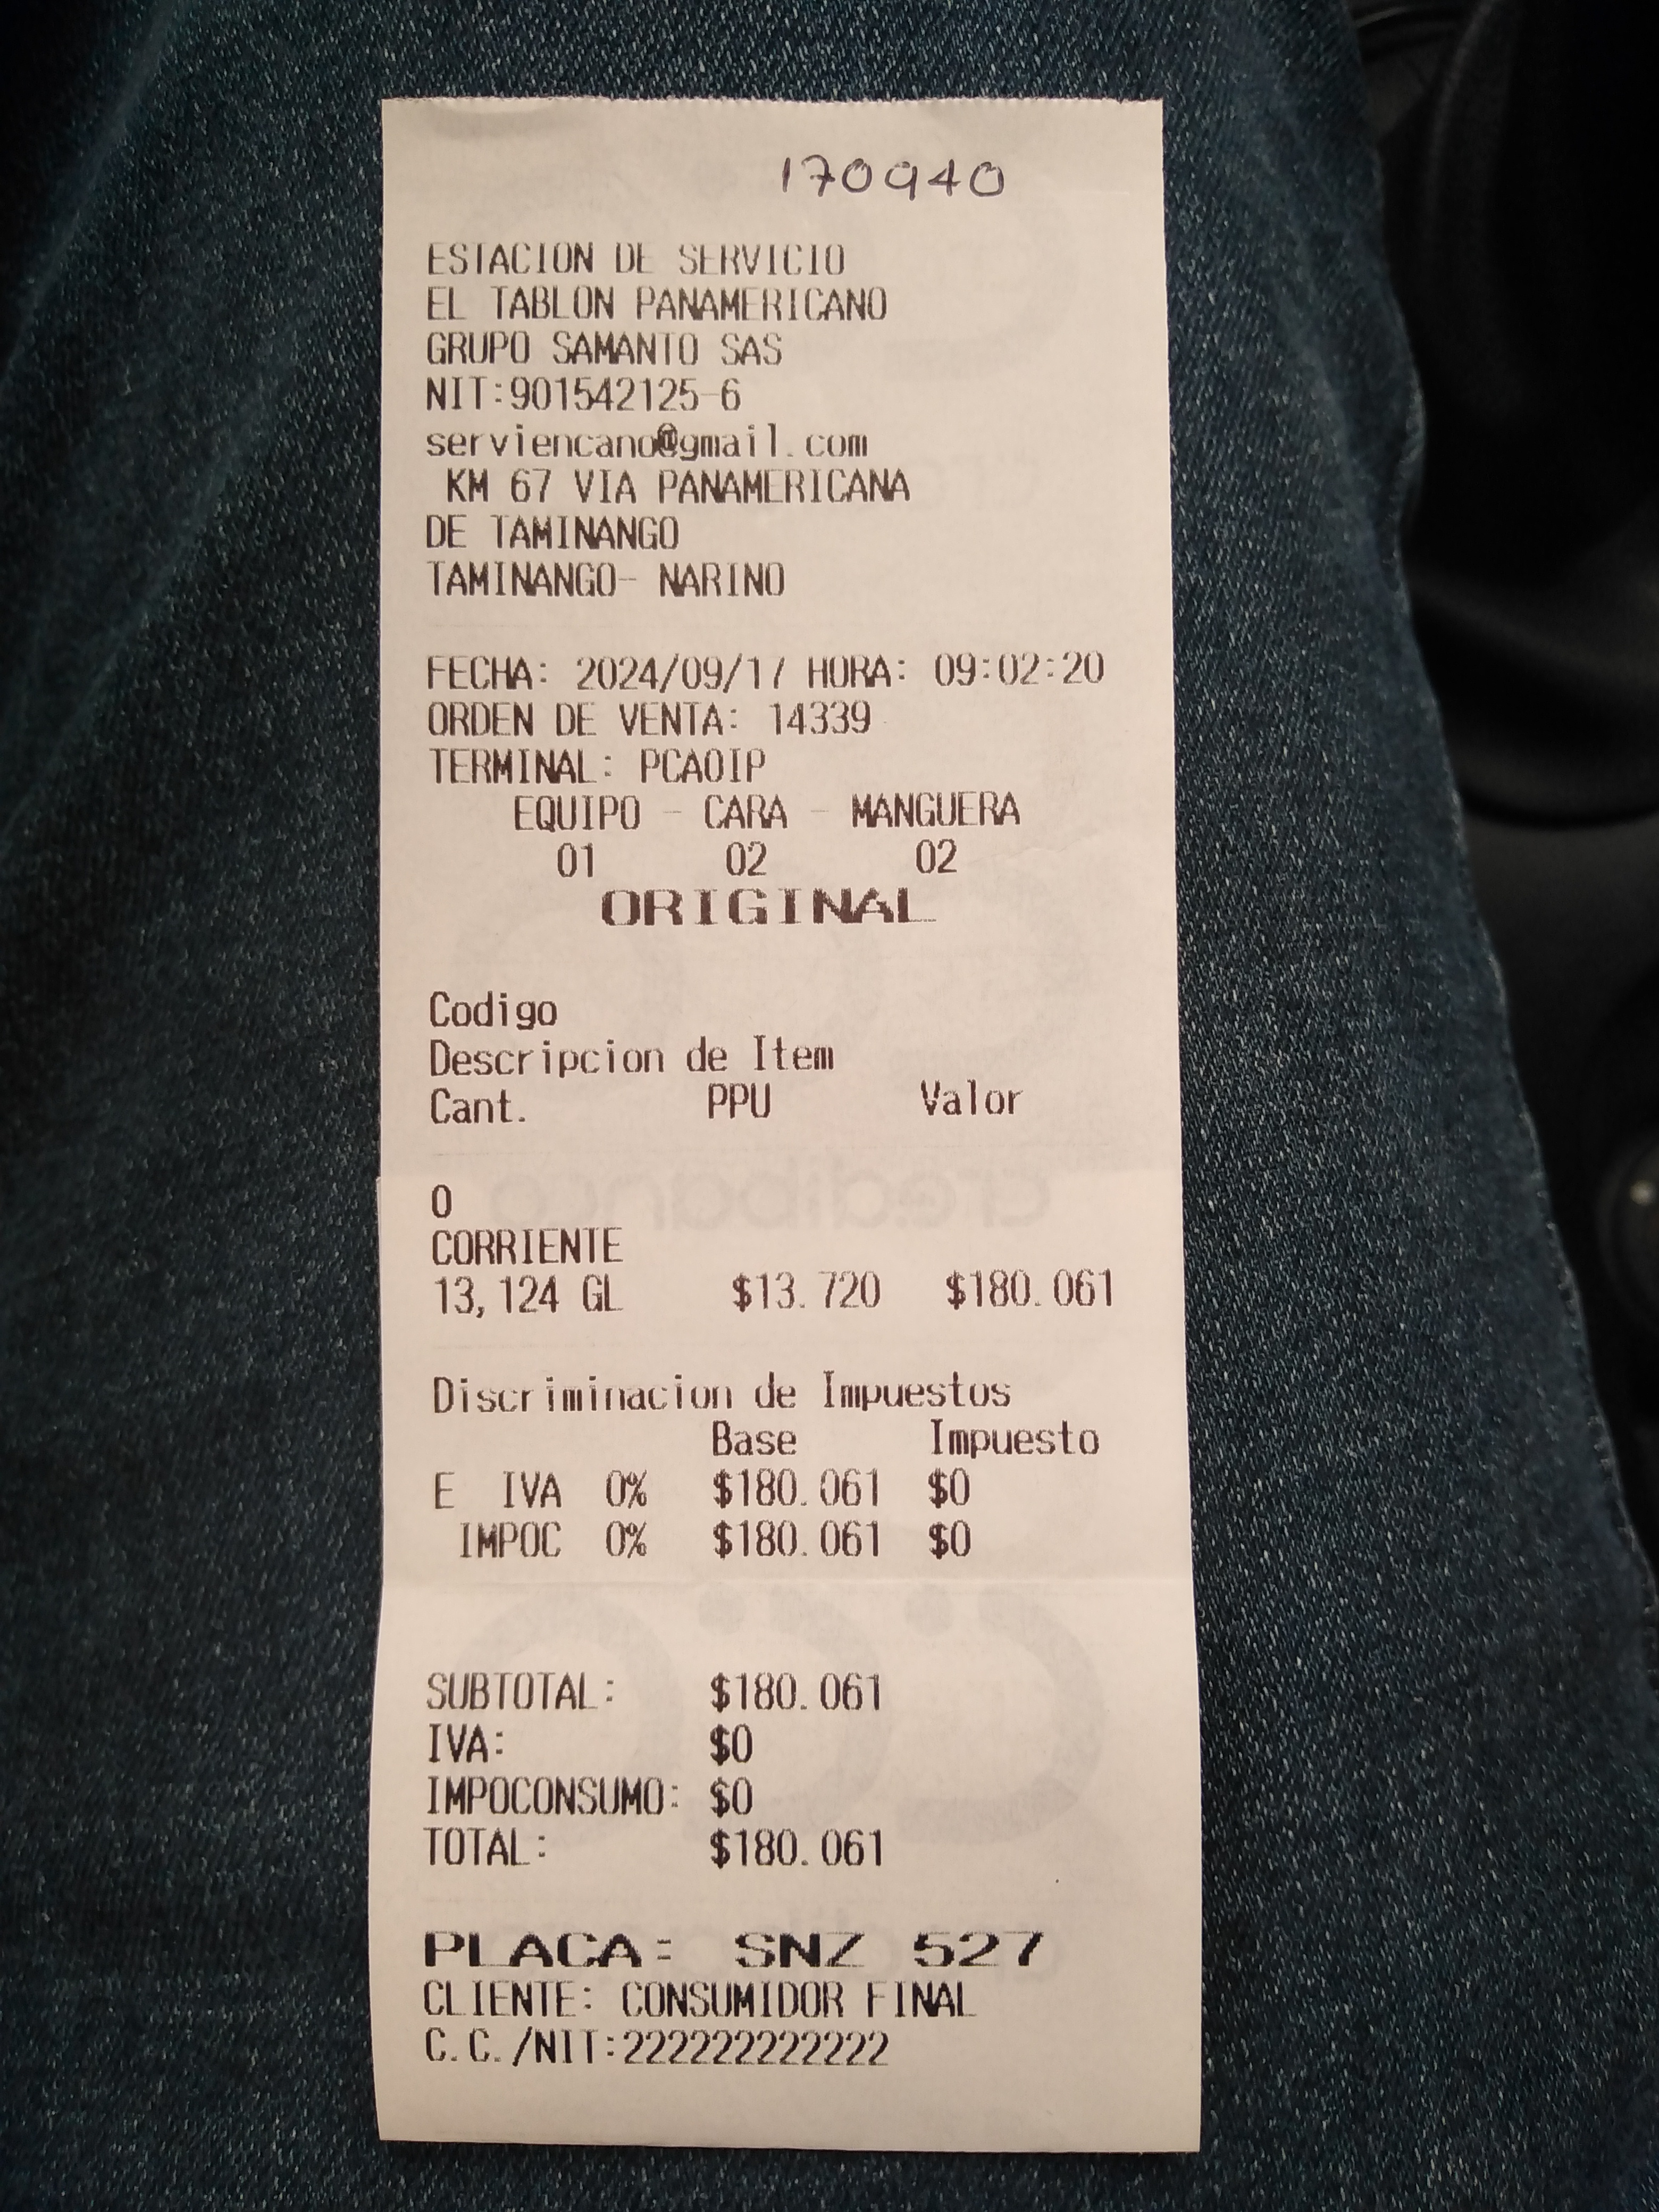 170940
ESTACION DE SERVICIO
EL TABLON PANAMERICANO
GRUPO SAMANTO SAS
NIT:901542125-6
serviencano@gmail.com
KM 67 VIA PANAMERICANA
DE TAMINANGO
TAMINANGO- NARINO
FECHA: 2024/09/17 HORA: 09:02:20
ORDEN DE VENTA: 14339
TERMINAL: PCAOIP
EQUIPO - CARA - MANGUERA
01 02 02
ORIGINAL
Codigo
Descripcion de Item
Cant. PPU Valor
credibanco
0
CORRIENTE
13,124 GL $13.720 $180.061
Discriminacion de Impuestos
Base Impuesto
E IVA 0% $180.061 $0
IMPOC 0% $180.061 $0
SUBTOTAL: $180.061
IVA: $0
IMPOCONSUMO: $0
TOTAL: $180.061
PLACA: SNZ 527
CLIENTE: CONSUMIDOR FINAL
C.C./NIT:222222222222